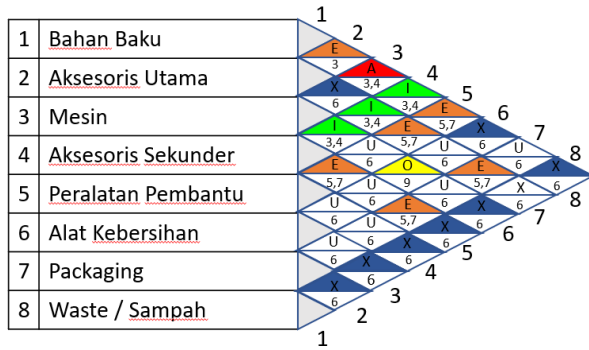 1
2
3
4
5
6
7
8
1 Bahan Baku
2 Aksesoris Utama
3 Mesin
4 Aksesoris Sekunder
5 Peralatan Pembantu
6 Alat Kebersihan
7 Packaging
8 Waste / Sampah
E
3 A
X 3,4 I
6 I 3,4 E
I 3,4 E 5,7 X
3,4 U 5,7 U 6 U
E 6 O 6 E 6 X
5,7 U 9 5,7 X 6
U 6 E 6 X 6
6 U 5,7 X 6
U 6 X 6
6 X 6
X 6
6
8
7
6
5
4
3
2
1